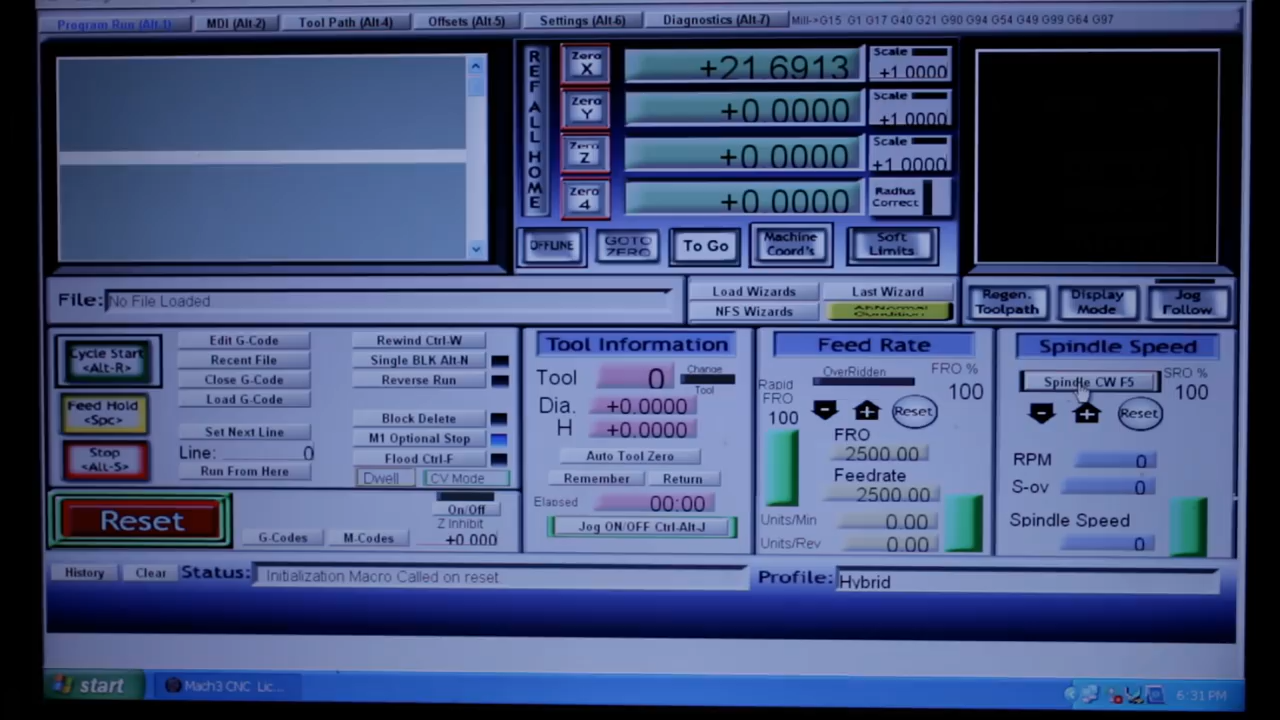 Program Run (Alt-1) MDI (Alt-2) Tool Path (Alt-4) Offsets (Alt-5) Settings (Alt-6) Diagnostics (Alt-7) Mill->G15 G1 G17 G40 G21 G90 G94 G54 G49 G99 G64 G97
REF ALL HOME
Zero X +21.6913 Scale +1.0000
Zero Y +0.0000 Scale +1.0000
Zero Z +0.0000 Scale +1.0000
Zero 4 +0.0000 Radius Correct
OFFLINE GOTO ZERO To Go Machine Coord's Soft Limits
File: No File Loaded
Load Wizards Last Wizard
NFS Wizards AbNormal Condition
Regen. Toolpath Display Mode Jog Follow
Cycle Start <Alt-R>
Feed Hold <Spc>
Stop <Alt-S>
Reset
Edit G-Code
Recent File
Close G-Code
Load G-Code
Set Next Line
Line: 0
Run From Here
Rewind Ctrl-W
Single BLK Alt-N
Reverse Run
Block Delete
M1 Optional Stop
Flood Ctrl-F
Dwell CV Mode
G-Codes M-Codes
On/Off
Z Inhibit
+0.000
Tool Information
Tool 0 Change Tool
Dia. +0.0000
H +0.0000
Auto Tool Zero
Remember Return
Elapsed 00:00
Jog ON/OFF Ctrl-Alt-J
Feed Rate
OverRidden FRO %
100
Rapid FRO
100
Reset
FRO
2500.00
Feedrate
2500.00
Units/Min 0.00
Units/Rev 0.00
Spindle Speed
Spindle CW F5 SRO %
100
Reset
RPM 0
S-ov 0
Spindle Speed
0
History Clear Status: Initialization Macro Called on reset. Profile: Hybrid
start Mach3 CNC Lic... 6:31 PM